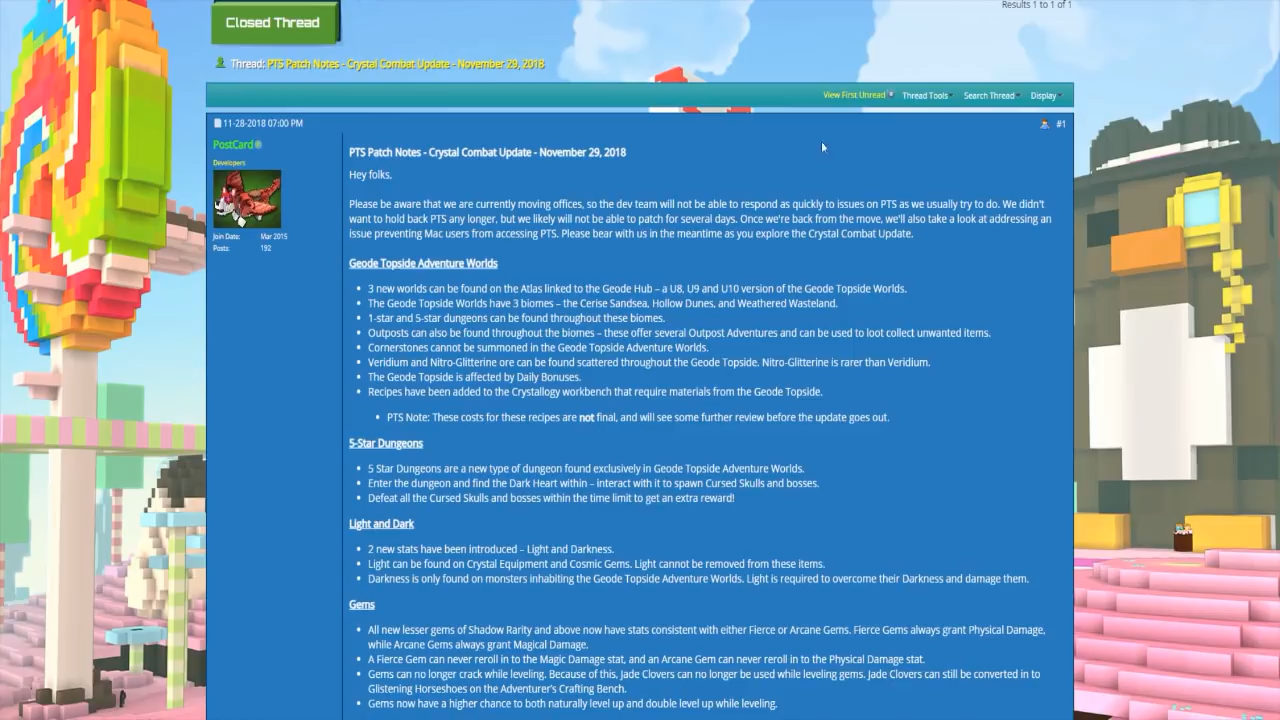 Results 1 to 1 of 1
Closed Thread
Thread: PTS Patch Notes - Crystal Combat Update - November 29, 2018
View First Unread Thread Tools Search Thread Display
11-28-2018 07:00 PM #1
PostCard
Developers
Join Date: Mar 2015
Posts: 192
PTS Patch Notes - Crystal Combat Update - November 29, 2018
Hey folks,
Please be aware that we are currently moving offices, so the dev team will not be able to respond as quickly to issues on PTS as we usually try to do. We didn't
want to hold back PTS any longer, but we likely will not be able to patch for several days. Once we're back from the move, we'll also take a look at addressing an
issue preventing Mac users from accessing PTS. Please bear with us in the meantime as you explore the Crystal Combat Update.
Geode Topside Adventure Worlds
• 3 new worlds can be found on the Atlas linked to the Geode Hub – a U8, U9 and U10 version of the Geode Topside Worlds.
• The Geode Topside Worlds have 3 biomes – the Cerise Sandsea, Hollow Dunes, and Weathered Wasteland.
• 1-star and 5-star dungeons can be found throughout these biomes.
• Outposts can also be found throughout the biomes – these offer several Outpost Adventures and can be used to loot collect unwanted items.
• Cornerstones cannot be summoned in the Geode Topside Adventure Worlds.
• Veridium and Nitro-Glitterine ore can be found scattered throughout the Geode Topside. Nitro-Glitterine is rarer than Veridium.
• The Geode Topside is affected by Daily Bonuses.
• Recipes have been added to the Crystallogy workbench that require materials from the Geode Topside.
• PTS Note: These costs for these recipes are not final, and will see some further review before the update goes out.
5-Star Dungeons
• 5 Star Dungeons are a new type of dungeon found exclusively in Geode Topside Adventure Worlds.
• Enter the dungeon and find the Dark Heart within – interact with it to spawn Cursed Skulls and bosses.
• Defeat all the Cursed Skulls and bosses within the time limit to get an extra reward!
Light and Dark
• 2 new stats have been introduced – Light and Darkness.
• Light can be found on Crystal Equipment and Cosmic Gems. Light cannot be removed from these items.
• Darkness is only found on monsters inhabiting the Geode Topside Adventure Worlds. Light is required to overcome their Darkness and damage them.
Gems
• All new lesser gems of Shadow Rarity and above now have stats consistent with either Fierce or Arcane Gems. Fierce Gems always grant Physical Damage,
while Arcane Gems always grant Magical Damage.
• A Fierce Gem can never reroll in to the Magic Damage stat, and an Arcane Gem can never reroll in to the Physical Damage stat.
• Gems can no longer crack while leveling. Because of this, Jade Clovers can no longer be used while leveling gems. Jade Clovers can still be converted in to
Glistening Horseshoes on the Adventurer's Crafting Bench.
• Gems now have a higher chance to both naturally level up and double level up while leveling.